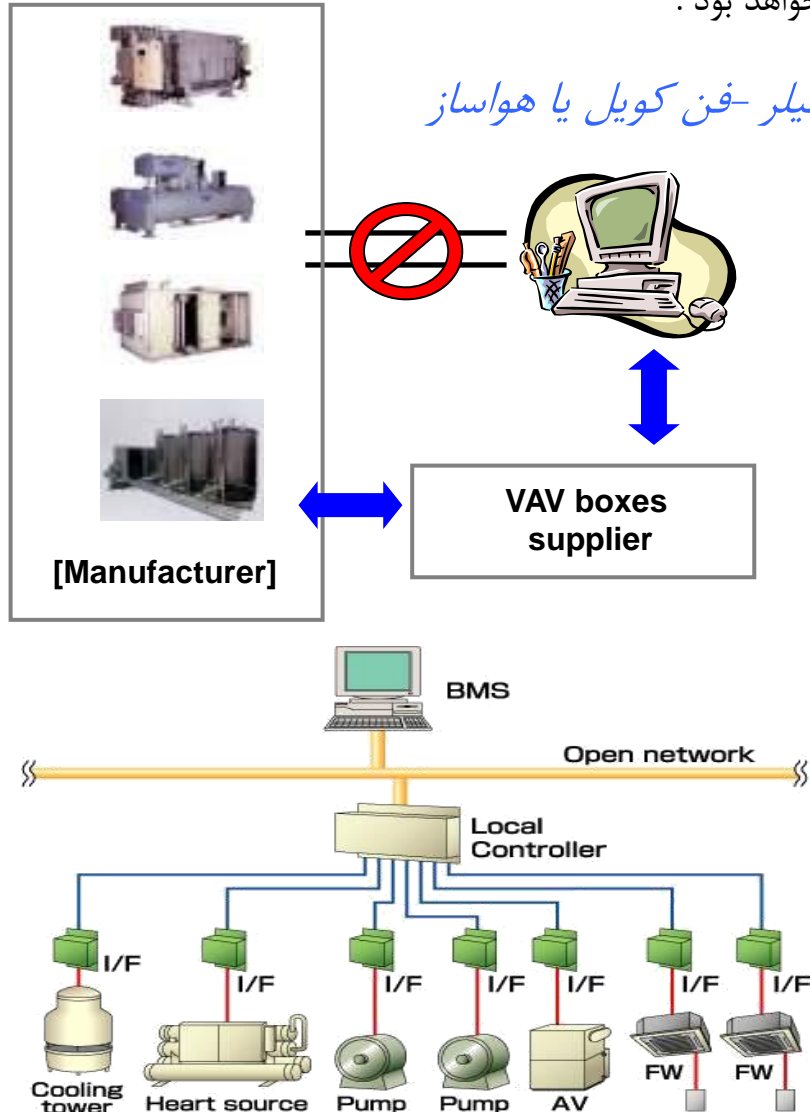 خواهد بود .
یلر -فن کویل یا هواساز
[Manufacturer]
VAV boxes
supplier
BMS
Open network
Local
Controller
I/F
I/F
I/F
I/F
I/F
I/F
I/F
Cooling
tower
Heart source
Pump
Pump
AV
FW
FW